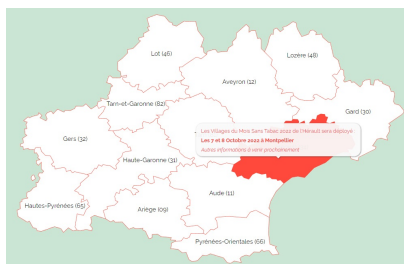 Lot (46)
Lozère (48)
Aveyron (12)
Tarn-et-Garonne (82)
Gard (30)
Les Villages du Mois Sans Tabac 2022 de l'Hérault sera déployé
Les 7 et 8 Octobre 2022 à Montpellier
Autres informations à venir prochainement
Gers (32)
Haute-Garonne (31)
Aude (11)
Hautes-Pyrénées (65)
Ariege (09)
Pyrénées-Orientales (66)